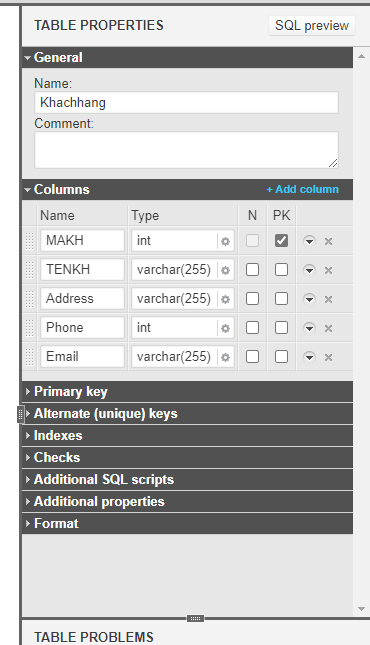 TABLE PROPERTIES SQL preview
General
Name:
Khachhang
Comment:
Columns + Add column
Name Type N PK
MAKH int
TENKH varchar(255)
Address varchar(255)
Phone int
Email varchar(255)
Primary key
Alternate (unique) keys
Indexes
Checks
Additional SQL scripts
Additional properties
Format
TABLE PROBLEMS